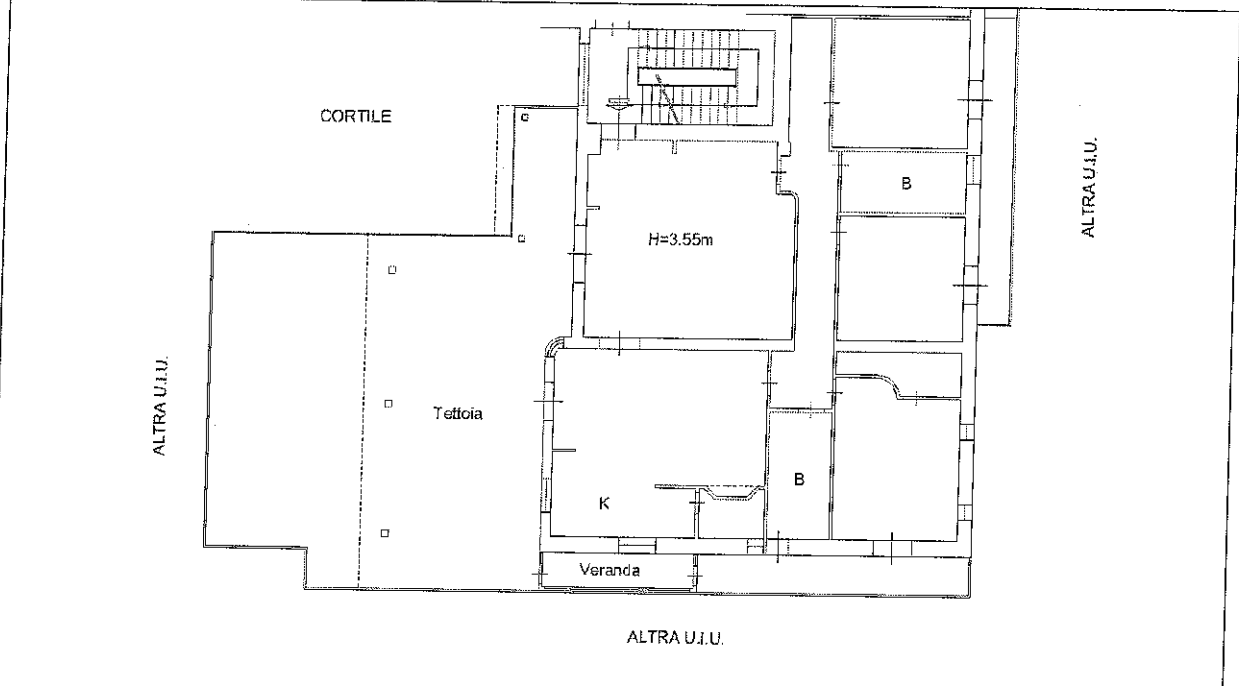 CORTILE
ALTRA U.I.U.
B
H=3.55m
ALTRA U.I.U.
Tettoia
B
K
Veranda
ALTRA U.I.U.